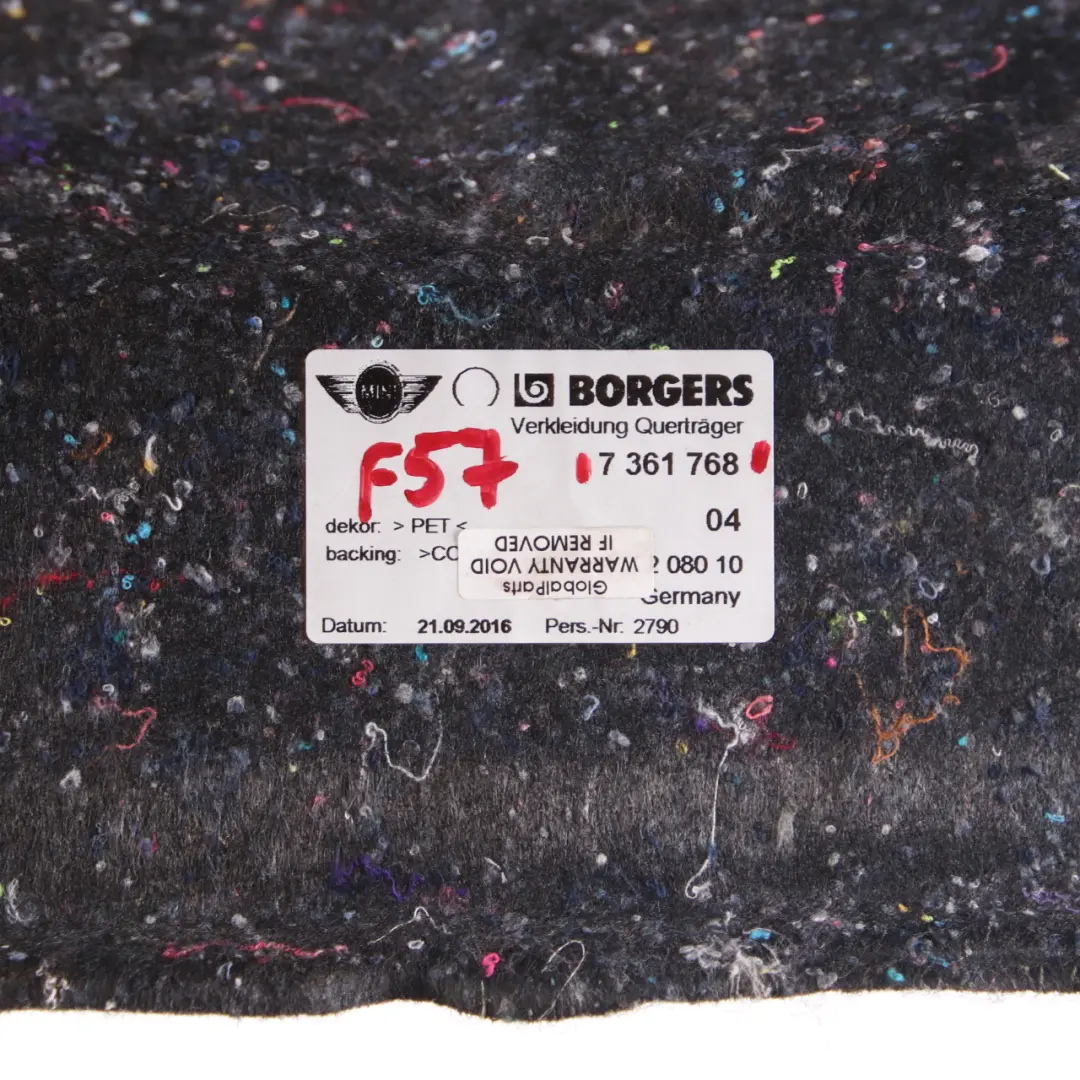 MINI BORGERS
Verkleidung Querträger
F57 7 361 768
04
dekor: > PET <
backing: >CO
2 080 10
Germany
GlobalParts
WARRANTY VOID
IF REMOVED
Datum: 21.09.2016 Pers.-Nr. 2790